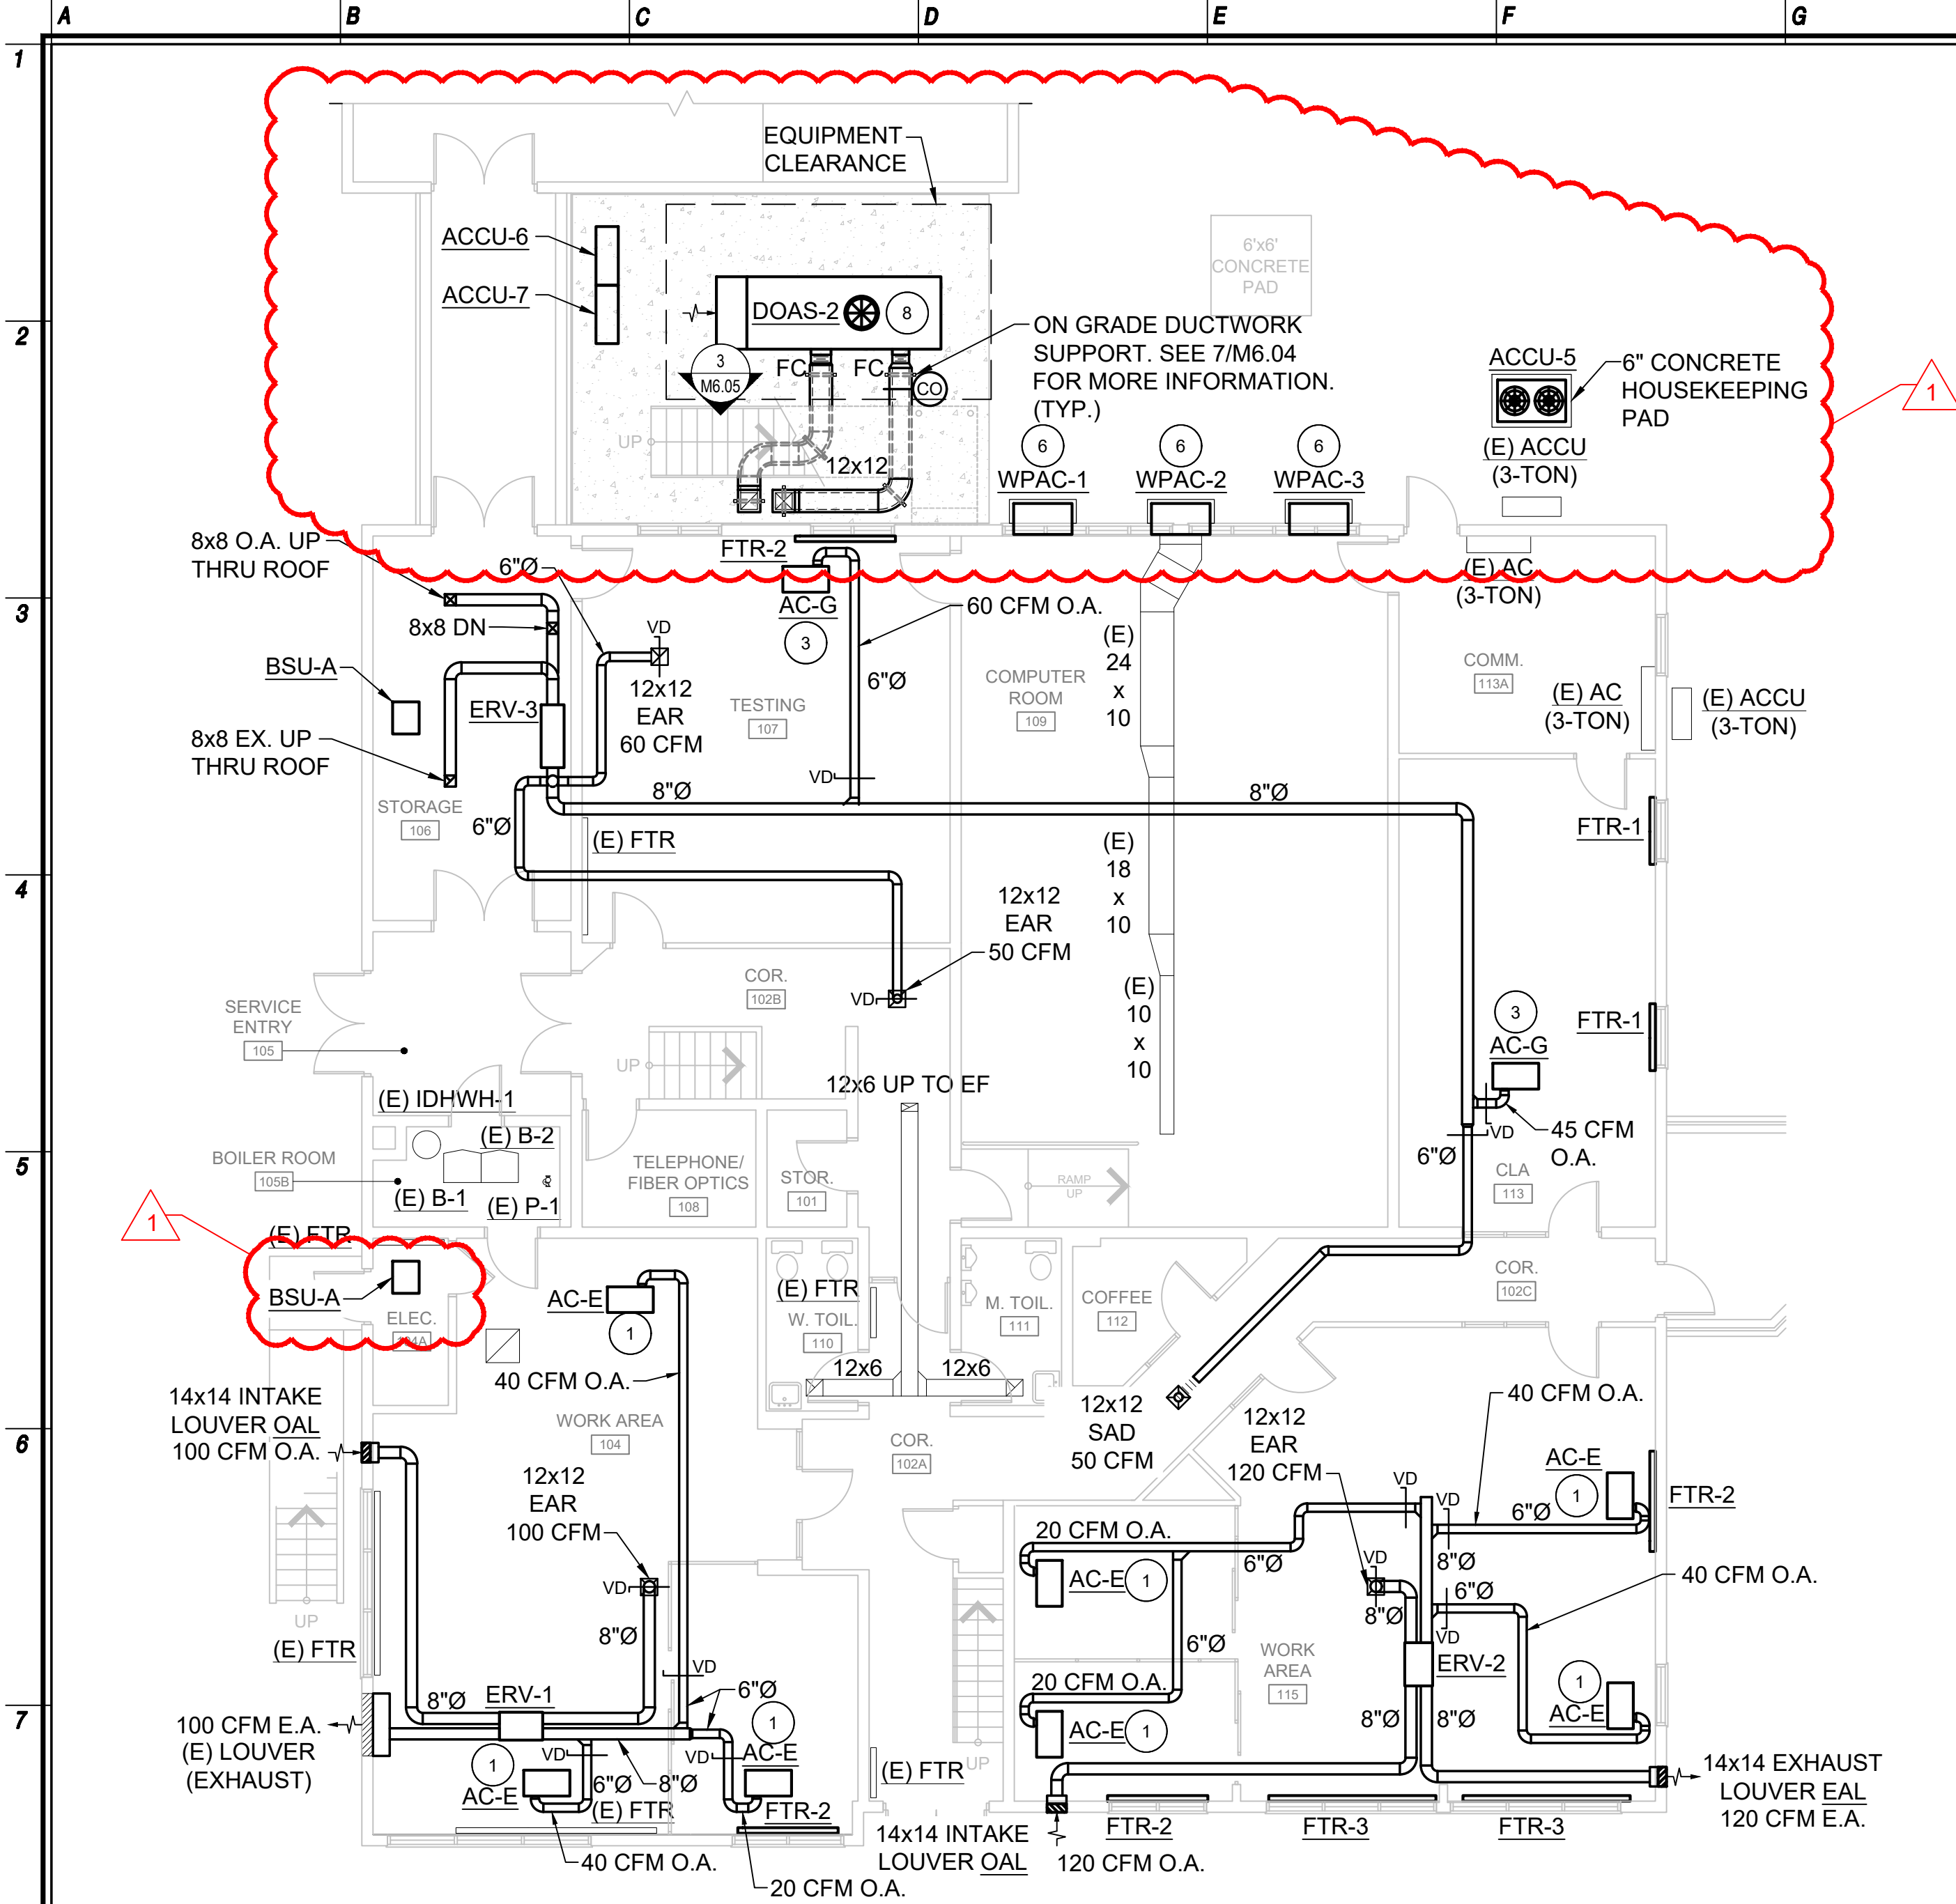 A
B
C
D
E
F
G
1
2
3
4
5
6
7
EQUIPMENT
CLEARANCE
ACCU-6
ACCU-7
DOAS-2
8
3
M6.05
FC
FC
CO
UP
12x12
ON GRADE DUCTWORK
SUPPORT. SEE 7/M6.04
FOR MORE INFORMATION.
(TYP.)
6'x6'
CONCRETE
PAD
ACCU-5
6" CONCRETE
HOUSEKEEPING
PAD
1
(E) ACCU
(3-TON)
6
WPAC-1
6
WPAC-2
6
WPAC-3
8x8 O.A. UP
THRU ROOF
6"Ø
FTR-2
AC-G
3
(E) AC
(3-TON)
60 CFM O.A.
8x8 DN
VD
BSU-A
ERV-3
12x12
EAR
60 CFM
TESTING
107
6"Ø
COMPUTER
ROOM
109
(E)
24
x
10
COMM.
113A
(E) AC
(3-TON)
(E) ACCU
(3-TON)
8x8 EX. UP
THRU ROOF
VD
8"Ø
8"Ø
STORAGE
106
6"Ø
(E) FTR
FTR-1
(E)
18
x
10
12x12
EAR
50 CFM
COR.
102B
VD
(E)
10
x
10
SERVICE
ENTRY
105
3
AC-G
FTR-1
UP
12x6 UP TO EF
(E) IDHWH-1
(E) B-2
BOILER ROOM
105B
(E) B-1
(E) P-1
TELEPHONE/
FIBER OPTICS
108
STOR.
101
RAMP
UP
VD
45 CFM
O.A.
6"Ø
CLA
113
1
(E) FTR
BSU-A
ELEC.
104A
AC-E
1
(E) FTR
W. TOIL.
110
M. TOIL.
111
COFFEE
112
COR.
102C
40 CFM O.A.
12x6
12x6
14x14 INTAKE
LOUVER OAL
100 CFM O.A.
WORK AREA
104
COR.
102A
12x12
SAD
50 CFM
12x12
EAR
120 CFM
40 CFM O.A.
12x12
EAR
100 CFM
VD
VD
AC-E
1
FTR-2
6"Ø
20 CFM O.A.
6"Ø
VD
8"Ø
AC-E
1
VD
6"Ø
40 CFM O.A.
8"Ø
UP
(E) FTR
8"Ø
VD
6"Ø
WORK
AREA
115
VD
ERV-2
20 CFM O.A.
1
AC-E
8"Ø
ERV-1
6"Ø
1
AC-E
AC-E
1
8"Ø
8"Ø
100 CFM E.A.
(E) LOUVER
(EXHAUST)
VD
VD
1
AC-E
6"Ø
8"Ø
(E) FTR
FTR-2
UP
(E) FTR
14x14 EXHAUST
LOUVER EAL
120 CFM E.A.
14x14 INTAKE
LOUVER OAL
120 CFM O.A.
FTR-2
FTR-3
FTR-3
40 CFM O.A.
20 CFM O.A.